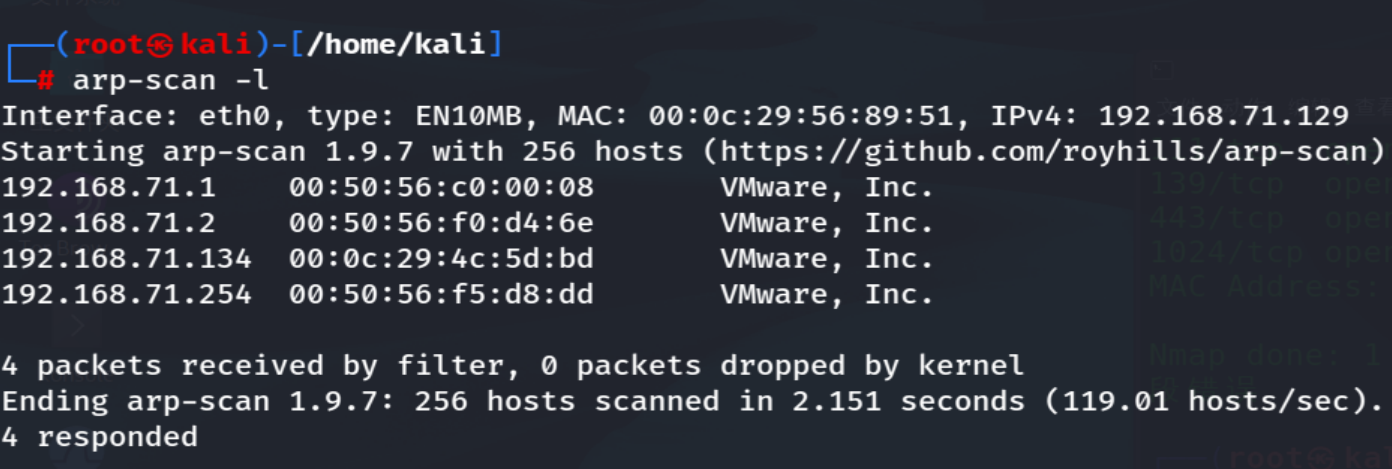 ┌──(root㉿kali)-[/home/kali]
└─# arp-scan -l
Interface: eth0, type: EN10MB, MAC: 00:0c:29:56:89:51, IPv4: 192.168.71.129
Starting arp-scan 1.9.7 with 256 hosts (https://github.com/royhills/arp-scan)
192.168.71.1    00:50:56:c0:00:08       VMware, Inc.
192.168.71.2    00:50:56:f0:d4:6e       VMware, Inc.
192.168.71.134  00:0c:29:4c:5d:bd       VMware, Inc.
192.168.71.254  00:50:56:f5:d8:dd       VMware, Inc.
4 packets received by filter, 0 packets dropped by kernel
Ending arp-scan 1.9.7: 256 hosts scanned in 2.151 seconds (119.01 hosts/sec).
4 responded
139/tcp open
443/tcp ope
1024/tcp ope
MAC Address:
Nmap done: 1